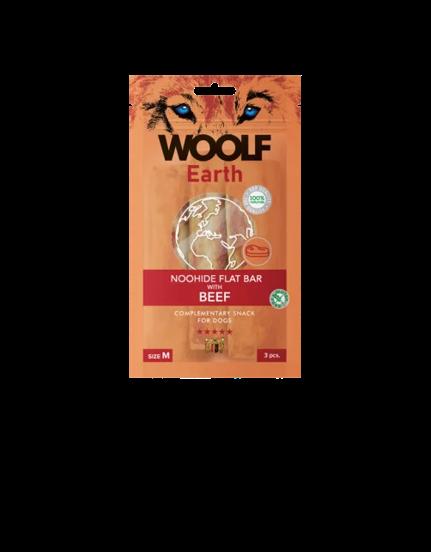 WOOLF
Earth
100%
NOOHIDE FLAT BAR
WITH
BEEF
COMPLEMENTARY SNACK
FOR DOGS
SIZE M
3 pcs.